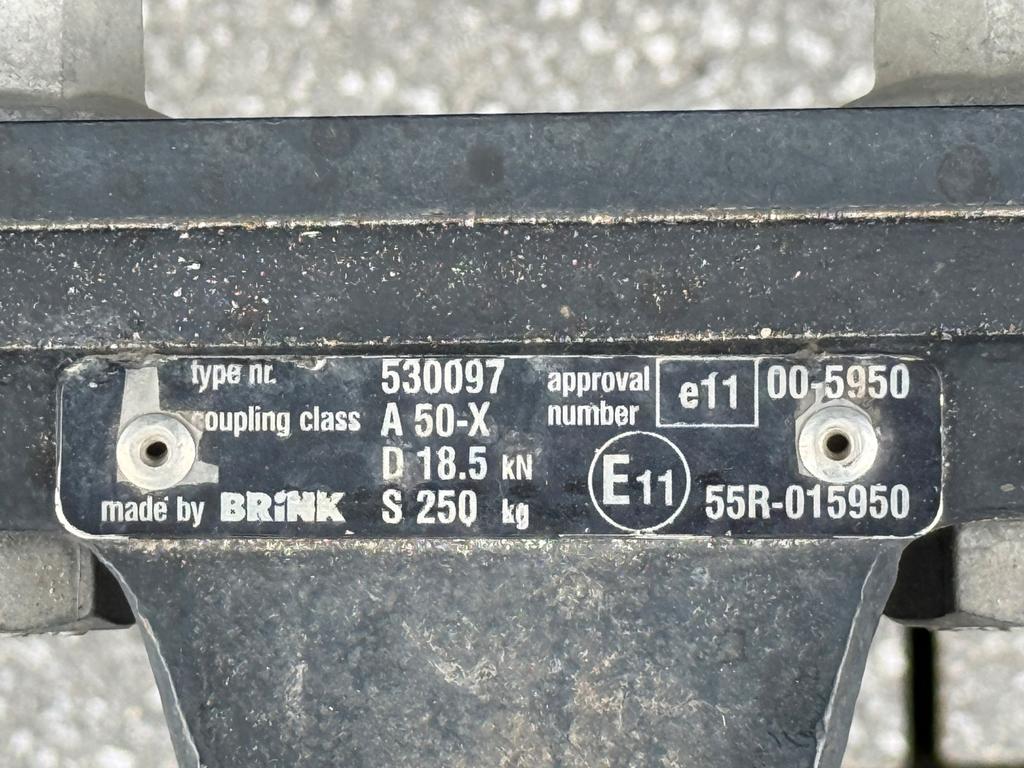 type nr. 530097 approval e11 00-5950
coupling class A 50-X number
D 18.5 kN
made by BRiNK S 250 kg E11 55R-015950